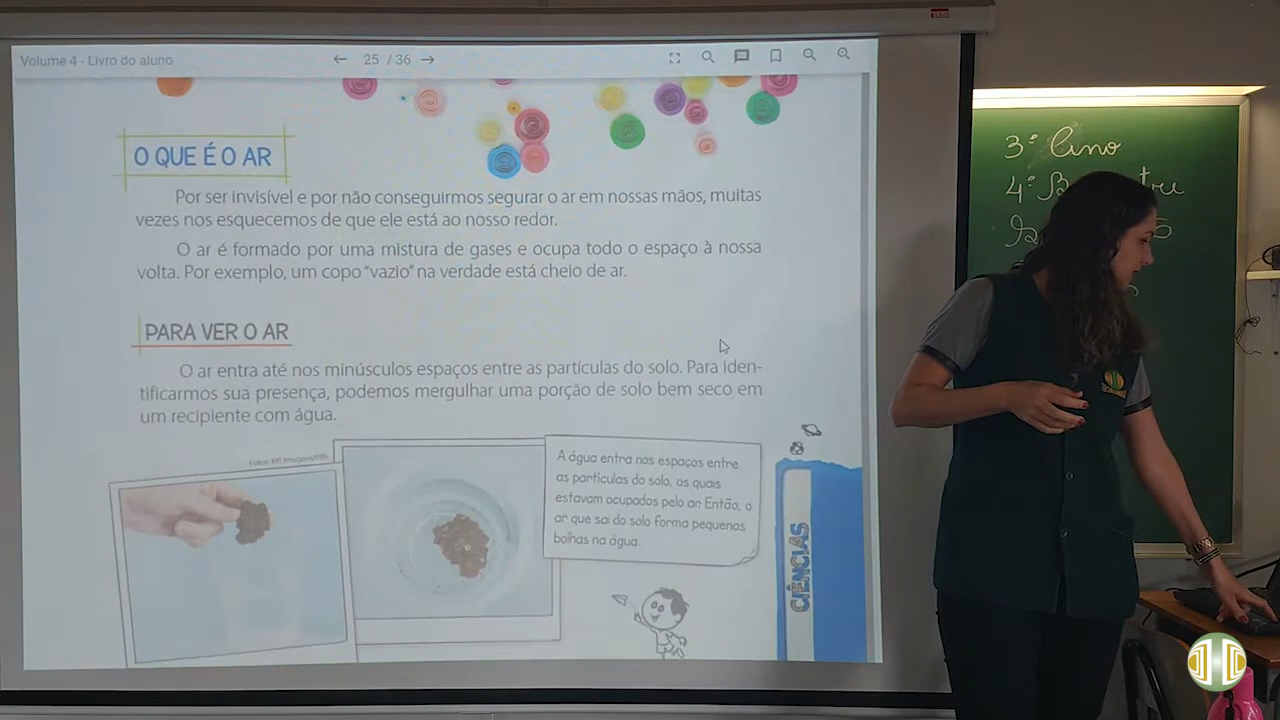 Volume 4 - Livro do aluno
25 / 36
O QUE É O AR
Por ser invisível e por não conseguirmos segurar o ar em nossas mãos, muitas
vezes nos esquecemos de que ele está ao nosso redor.
O ar é formado por uma mistura de gases e ocupa todo o espaço à nossa
volta. Por exemplo, um copo “vazio” na verdade está cheio de ar.
PARA VER O AR
O ar entra até nos minúsculos espaços entre as partículas do solo. Para iden-
tificarmos sua presença, podemos mergulhar uma porção de solo bem seco em
um recipiente com água.
A água entra nos espaços entre
as partículas do solo, os quais
estavam ocupados pelo ar. Então, o
ar que sai do solo forma pequenas
bolhas na água.
CIÊNCIAS
3º Ano
4º